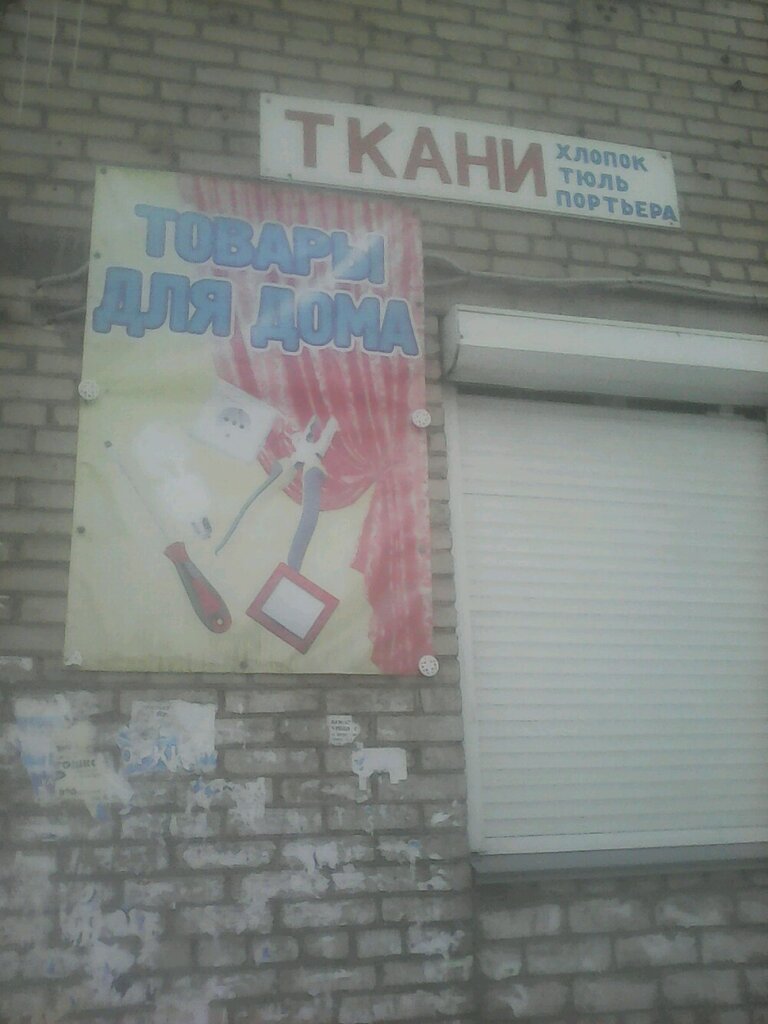 ТКАНИ
ХЛОПОК
ТЮЛЬ
ПОРТЬЕРА
ТОВАРЫ
ДЛЯ ДОМА